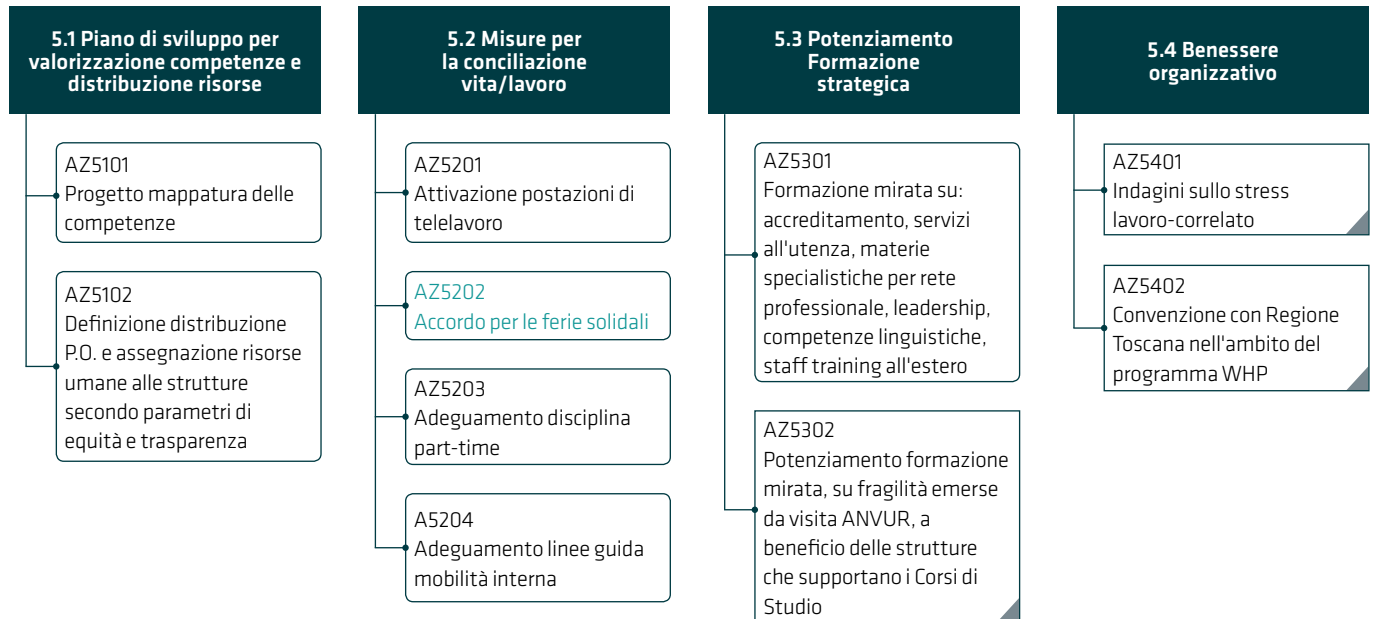 5.1 Piano di sviluppo per
valorizzazione competenze e
distribuzione risorse
AZ5101
Progetto mappatura delle
competenze
AZ5102
Definizione distribuzione
P.O. e assegnazione risorse
umane alle strutture
secondo parametri di
equità e trasparenza
5.2 Misure per
la conciliazione
vita/lavoro
AZ5201
Attivazione postazioni di
telelavoro
AZ5202
Accordo per le ferie solidali
AZ5203
Adeguamento disciplina
part-time
A5204
Adeguamento linee guida
mobilità interna
5.3 Potenziamento
Formazione
strategica
AZ5301
Formazione mirata su:
accreditamento, servizi
all'utenza, materie
specialistiche per rete
professionale, leadership,
competenze linguistiche,
staff training all'estero
AZ5302
Potenziamento formazione
mirata, su fragilità emerse
da visita ANVUR, a
beneficio delle strutture
che supportano i Corsi di
Studio
5.4 Benessere
organizzativo
AZ5401
Indagini sullo stress
lavoro-correlato
AZ5402
Convenzione con Regione
Toscana nell'ambito del
programma WHP